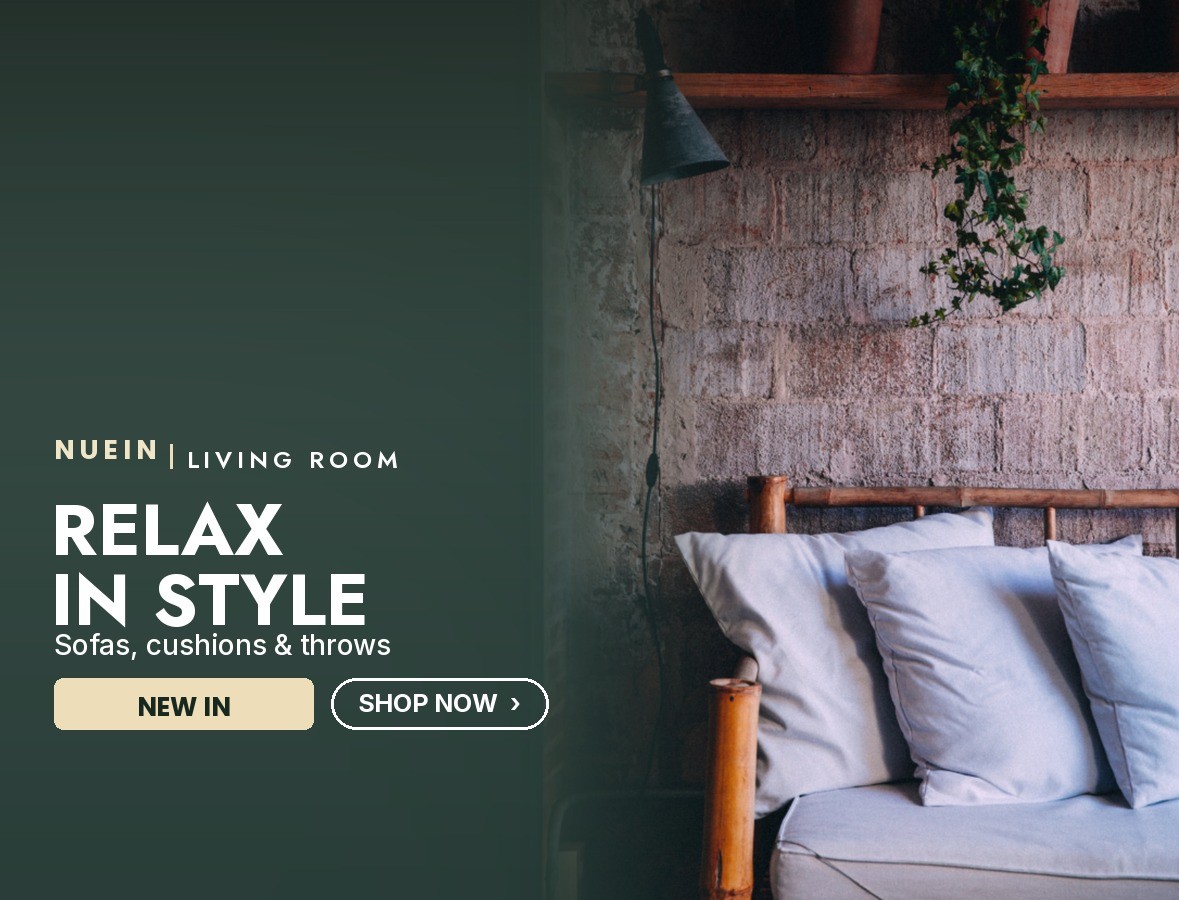 NUEIN | LIVING ROOM
RELAX
IN STYLE
Sofas, cushions & throws
NEW IN
SHOP NOW ›